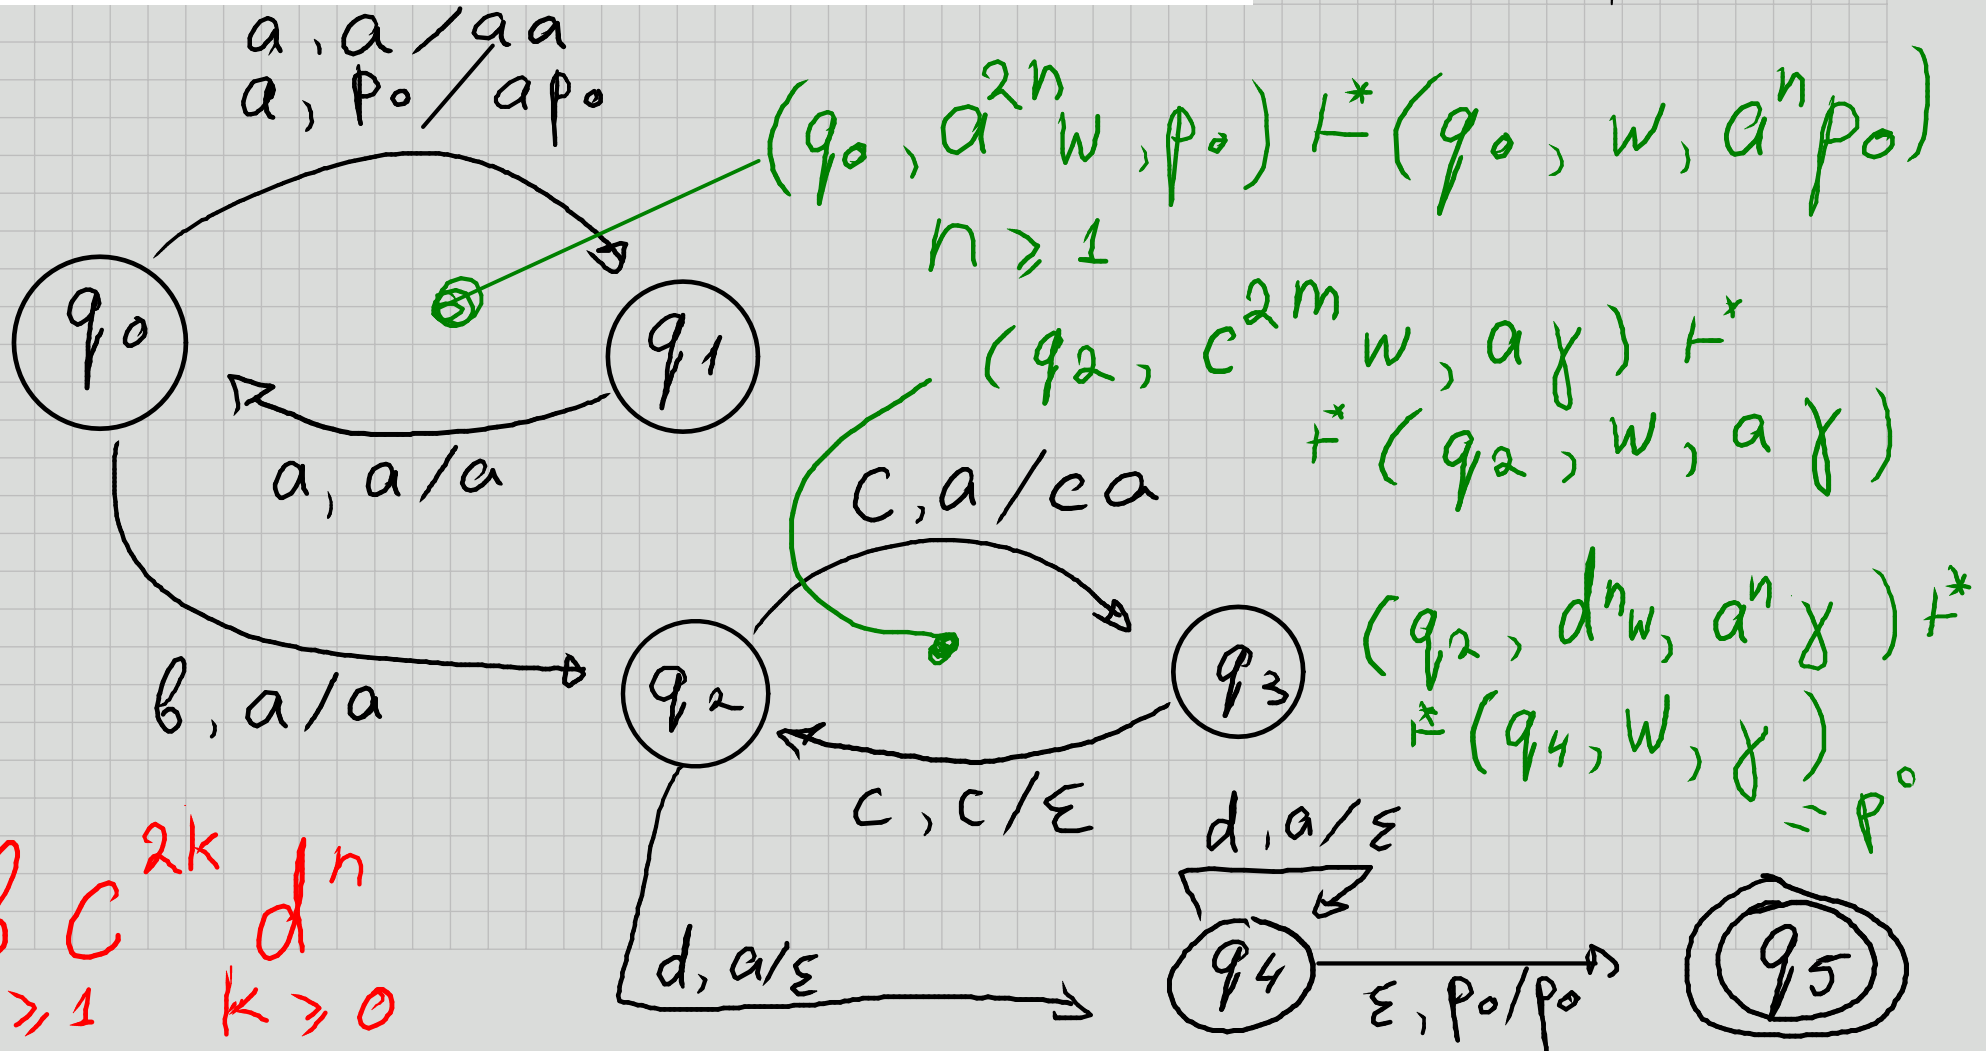 a, a / aa
a, p₀ / ap₀
(q₀, a²ⁿw, p₀) ⊢* (q₀, w, aⁿp₀)
n ⩾ 1
q₀
q₁
a, a/a
(q₂, c²ᵐ w, aγ) ⊢*
⊢* (q₂, w, aγ)
c, a/ca
(q₂, dⁿw, aⁿγ) ⊢*
⊢* (q₄, w, γ)
= p⁰
b, a/a
q₂
q₃
c, c/ε
d, a/ε
b c²ᵏ dⁿ
⩾ 1 k ⩾ 0
d, a/ε
q₄
ε, p₀/p₀
q₅